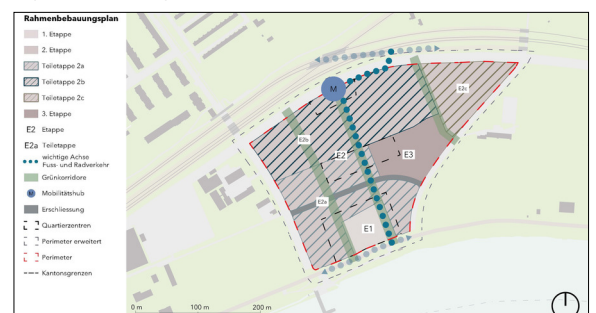 Rahmenbebauungsplan
1. Etappe
2. Etappe
Teiletappe 2a
Teiletappe 2b
Teiletappe 2c
3. Etappe
E2 Etappe
E2a Teiletappe
wichtige Achse
Fuss- und Radverkehr
Grünkorridore
M Mobilitätshub
Erschliessung
Quartierzentren
Perimeter erweitert
Perimeter
Kantonsgrenzen
M
E2c
E2b
E2
E3
E2a
E1
0 m 100 m 200 m